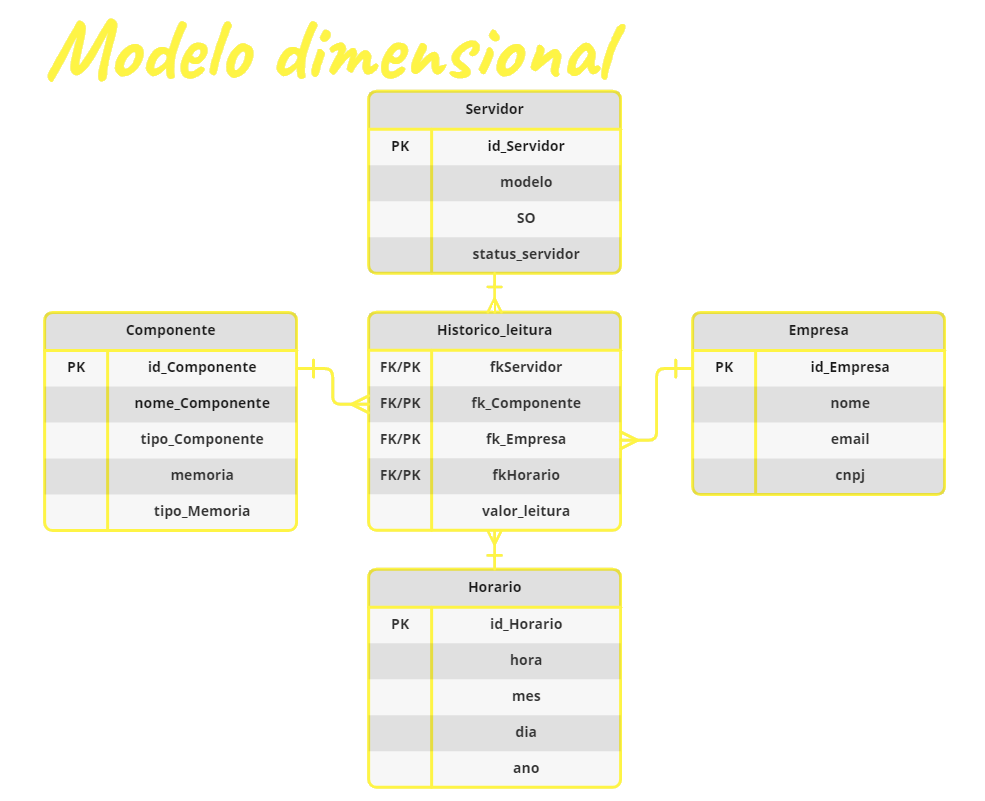 Modelo dimensional
Servidor
PK id_Servidor
modelo
SO
status_servidor
Componente
PK id_Componente
nome_Componente
tipo_Componente
memoria
tipo_Memoria
Historico_leitura
FK/PK fkServidor
FK/PK fk_Componente
FK/PK fk_Empresa
FK/PK fkHorario
valor_leitura
Empresa
PK id_Empresa
nome
email
cnpj
Horario
PK id_Horario
hora
mes
dia
ano